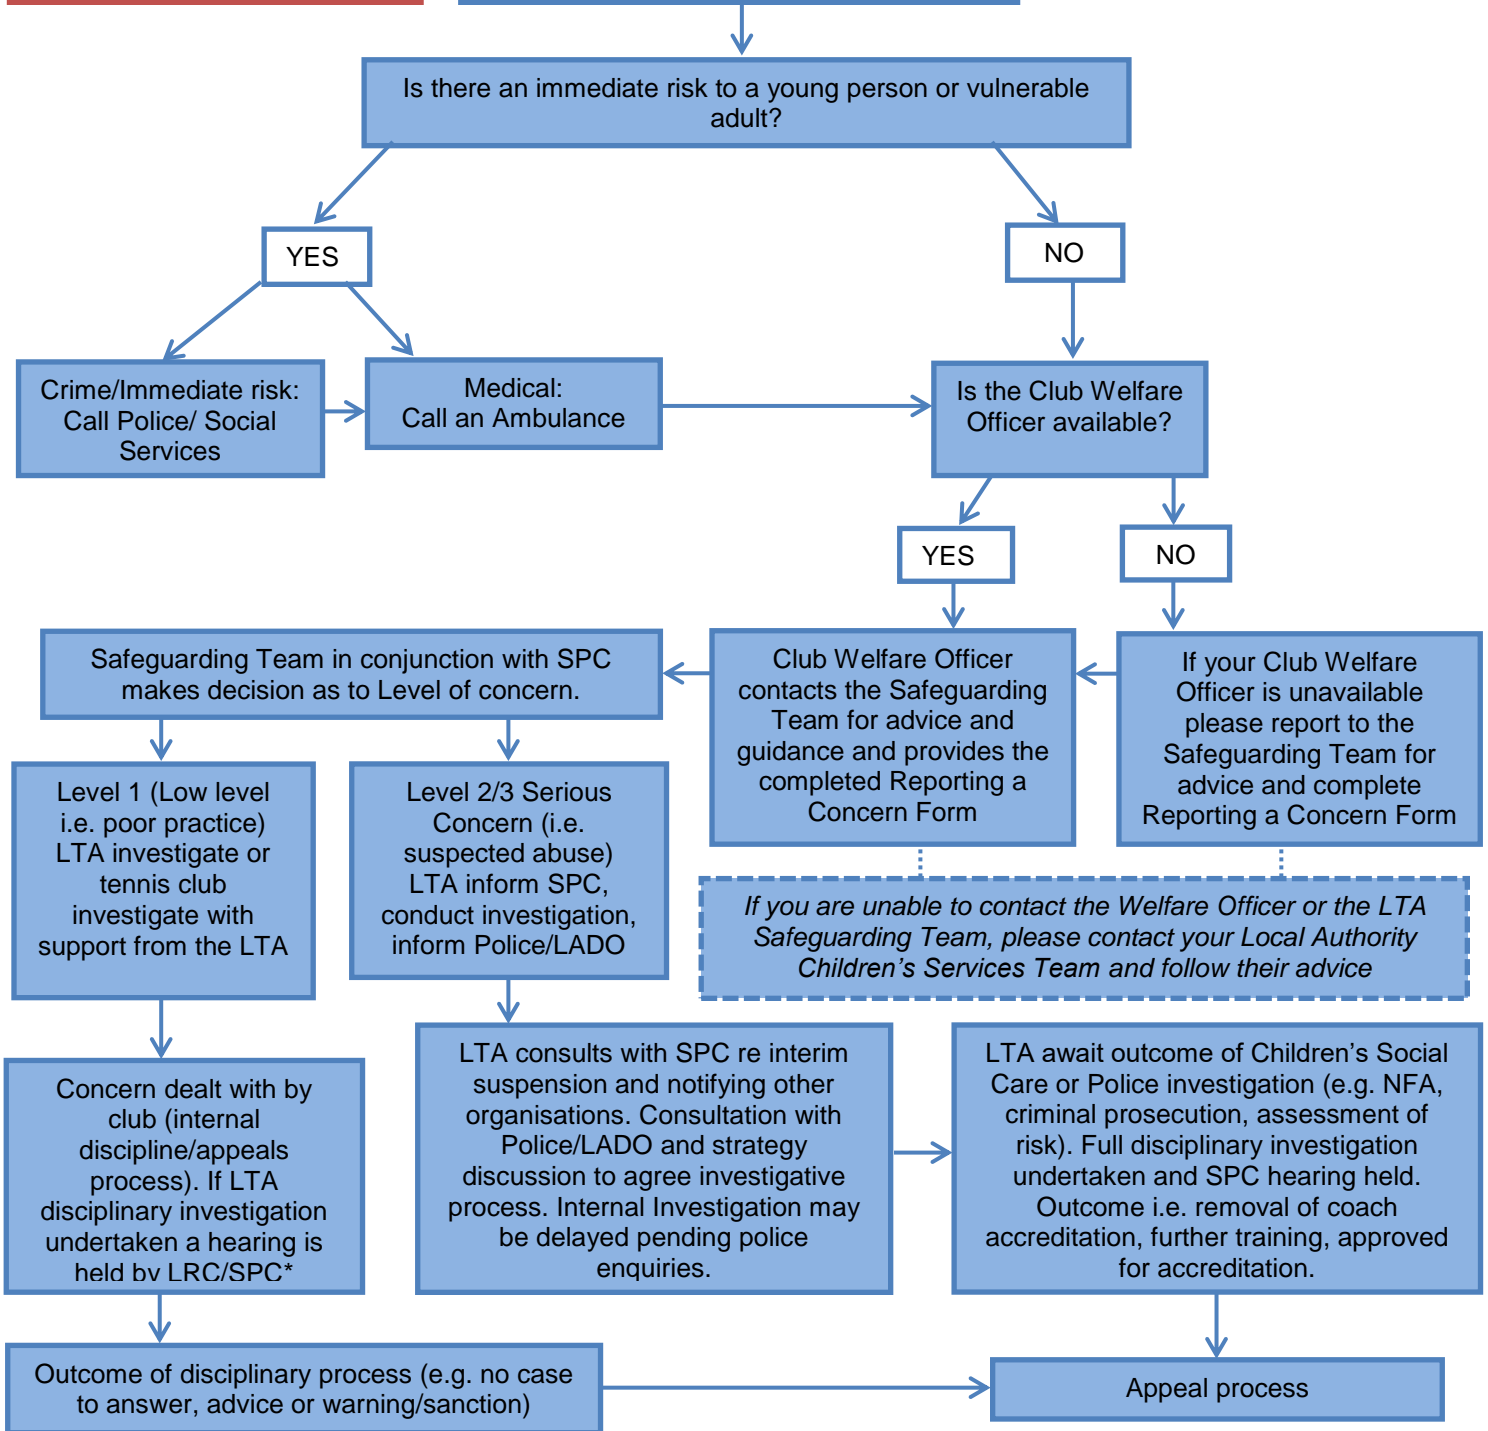 Is there an immediate risk to a young person or vulnerable
adult?
YES
NO
Crime/Immediate risk:
Call Police/ Social
Services
Medical:
Call an Ambulance
Is the Club Welfare
Officer available?
YES
NO
Safeguarding Team in conjunction with SPC
makes decision as to Level of concern.
Club Welfare Officer
contacts the Safeguarding
Team for advice and
guidance and provides the
completed Reporting a
Concern Form
If your Club Welfare
Officer is unavailable
please report to the
Safeguarding Team for
advice and complete
Reporting a Concern Form
Level 1 (Low level
i.e. poor practice)
LTA investigate or
tennis club
investigate with
support from the LTA
Level 2/3 Serious
Concern (i.e.
suspected abuse)
LTA inform SPC,
conduct investigation,
inform Police/LADO
If you are unable to contact the Welfare Officer or the LTA
Safeguarding Team, please contact your Local Authority
Children’s Services Team and follow their advice
Concern dealt with by
club (internal
discipline/appeals
process). If LTA
disciplinary investigation
undertaken a hearing is
held by LRC/SPC*
LTA consults with SPC re interim
suspension and notifying other
organisations. Consultation with
Police/LADO and strategy
discussion to agree investigative
process. Internal Investigation may
be delayed pending police
enquiries.
LTA await outcome of Children’s Social
Care or Police investigation (e.g. NFA,
criminal prosecution, assessment of
risk). Full disciplinary investigation
undertaken and SPC hearing held.
Outcome i.e. removal of coach
accreditation, further training, approved
for accreditation.
Outcome of disciplinary process (e.g. no case
to answer, advice or warning/sanction)
Appeal process